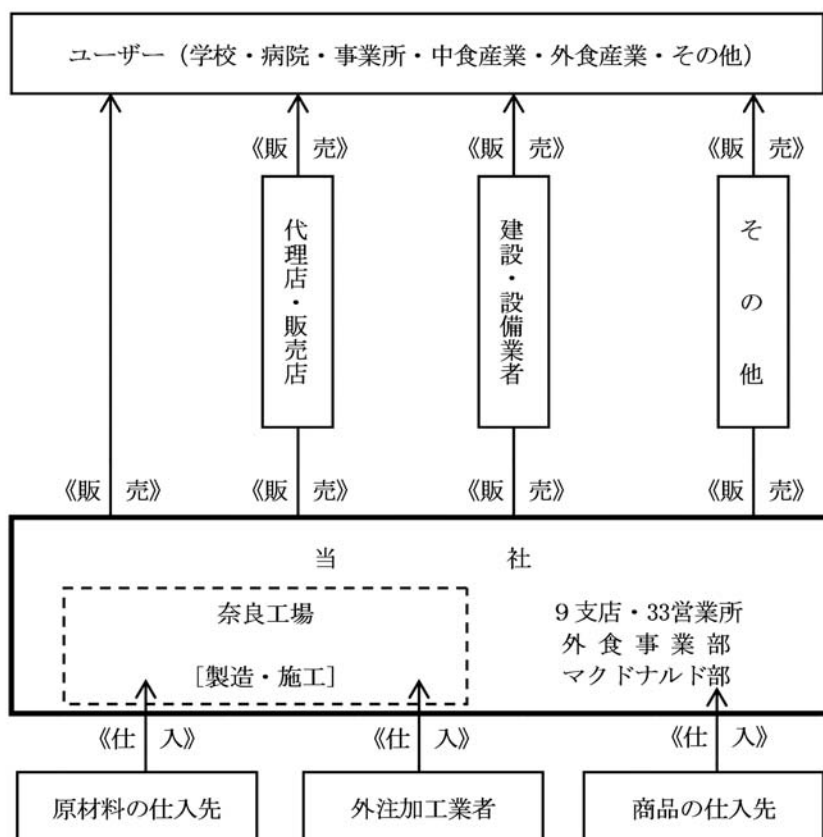 ユーザー（学校・病院・事業所・中食産業・外食産業・その他）
《販　売》
《販　売》
《販　売》
代理店・販売店
建設・設備業者
その他
《販　売》
《販　売》
《販　売》
《販　売》
当　社
奈良工場
［製造・施工］
９支店・33営業所
外食事業部
マクドナルド部
《仕　入》
《仕　入》
《仕　入》
原材料の仕入先
外注加工業者
商品の仕入先